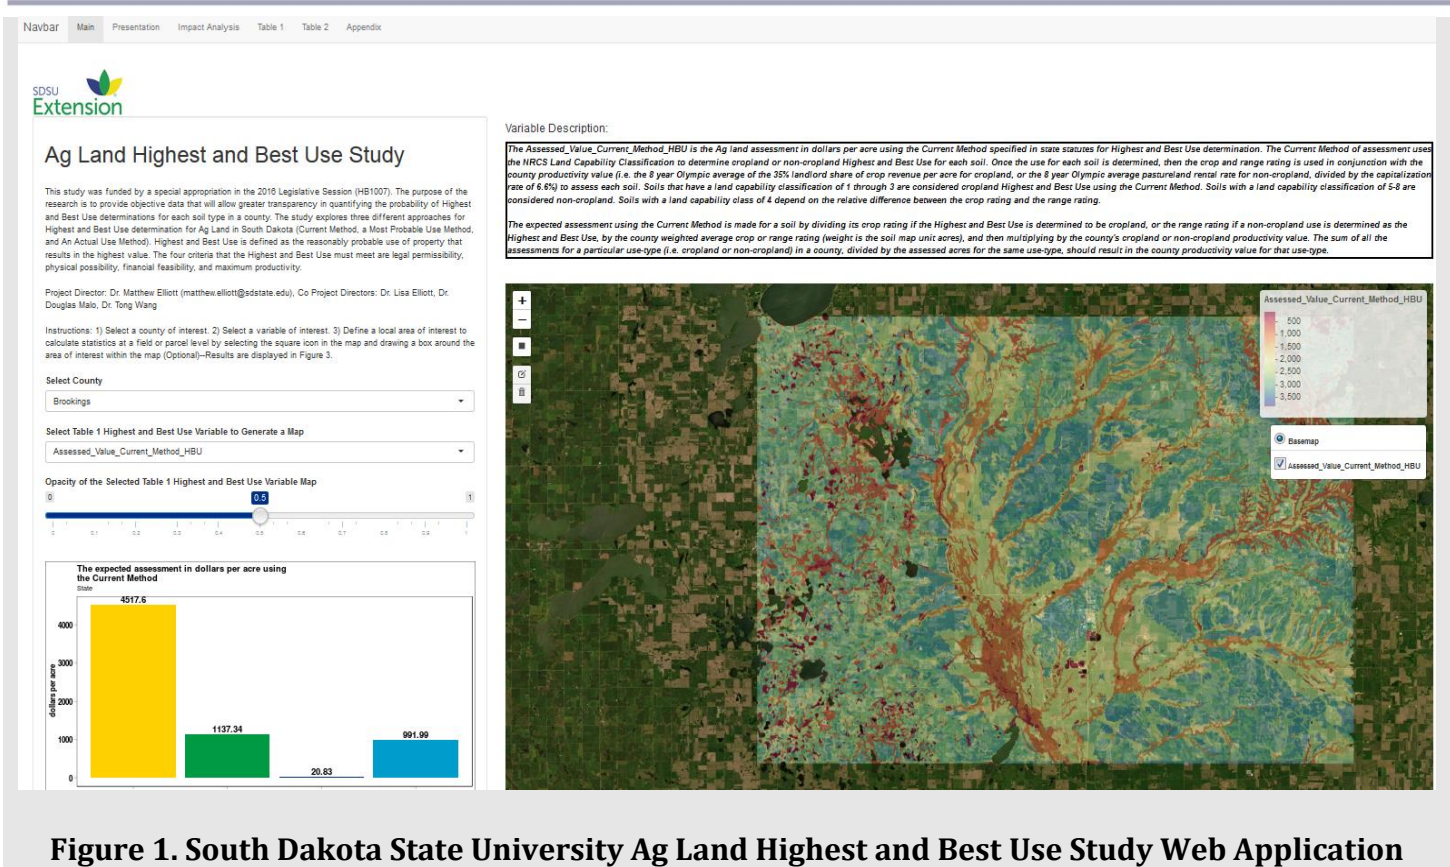 Navbar Main Presentation Impact Analysis Table 1 Table 2 Appendix
SDSU
Extension
Ag Land Highest and Best Use Study
This study was funded by a special appropriation in the 2016 Legislative Session (HB1007). The purpose of the
research is to provide objective data that will allow greater transparency in quantifying the probability of Highest
and Best Use determinations for each soil type in a county. The study explores three different approaches for
Highest and Best Use determination for Ag Land in South Dakota (Current Method, a Most Probable Use Method,
and An Actual Use Method). Highest and Best Use is defined as the reasonably probable use of property that
results in the highest value. The four criteria that the Highest and Best Use must meet are legal permissibility,
physical possibility, financial feasibility, and maximum productivity.
Project Director: Dr. Matthew Elliott (matthew.elliott@sdstate.edu), Co Project Directors: Dr. Lisa Elliott, Dr.
Douglas Malo, Dr. Tong Wang
Instructions: 1) Select a county of interest. 2) Select a variable of interest. 3) Define a local area of interest to
calculate statistics at a field or parcel level by selecting the square icon in the map and drawing a box around the
area of interest within the map (Optional)--Results are displayed in Figure 3.
Select County
Brookings
Select Table 1 Highest and Best Use Variable to Generate a Map
Assessed_Value_Current_Method_HBU
Opacity of the Selected Table 1 Highest and Best Use Variable Map
0 0.5 1
0 0.1 0.2 0.3 0.4 0.5 0.6 0.7 0.8 0.9 1
The expected assessment in dollars per acre using
the Current Method
State
4517.6
4000
3000
dollars per acre
2000
1137.34
991.99
1000
20.83
0
Variable Description:
The Assessed_Value_Current_Method_HBU is the Ag land assessment in dollars per acre using the Current Method specified in state statutes for Highest and Best Use determination. The Current Method of assessment uses
the NRCS Land Capability Classification to determine cropland or non-cropland Highest and Best Use for each soil. Once the use for each soil is determined, then the crop and range rating is used in conjunction with the
county productivity value (i.e. the 8 year Olympic average of the 35% landlord share of crop revenue per acre for cropland, or the 8 year Olympic average pastureland rental rate for non-cropland, divided by the capitalization
rate of 6.6%) to assess each soil. Soils that have a land capability classification of 1 through 3 are considered cropland Highest and Best Use using the Current Method. Soils with a land capability classification of 5-8 are
considered non-cropland. Soils with a land capability class of 4 depend on the relative difference between the crop rating and the range rating.
The expected assessment using the Current Method is made for a soil by dividing its crop rating if the Highest and Best Use is determined to be cropland, or the range rating if a non-cropland use is determined as the
Highest and Best Use, by the county weighted average crop or range rating (weight is the soil map unit acres), and then multiplying by the county's cropland or non-cropland productivity value. The sum of all the
assessments for a particular use-type (i.e. cropland or non-cropland) in a county, divided by the assessed acres for the same use-type, should result in the county productivity value for that use-type.
+
−
Assessed_Value_Current_Method_HBU
500
1,000
1,500
2,000
2,500
3,000
3,500
Basemap
Assessed_Value_Current_Method_HBU
Figure 1. South Dakota State University Ag Land Highest and Best Use Study Web Application